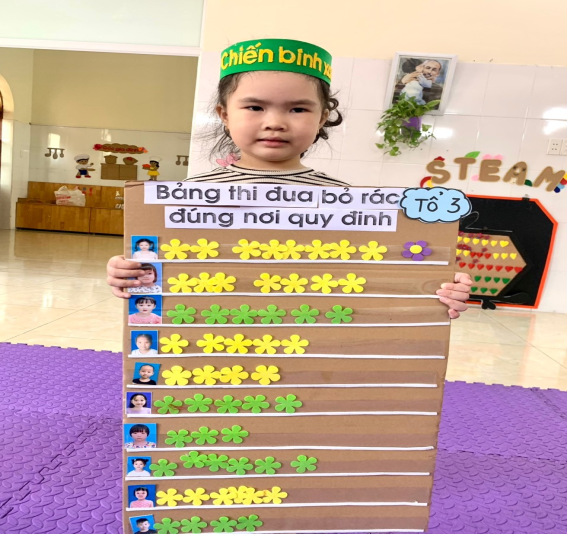 Chiến binh
STEAM
Bảng thi đua bỏ rác
đúng nơi quy định
Tổ 3